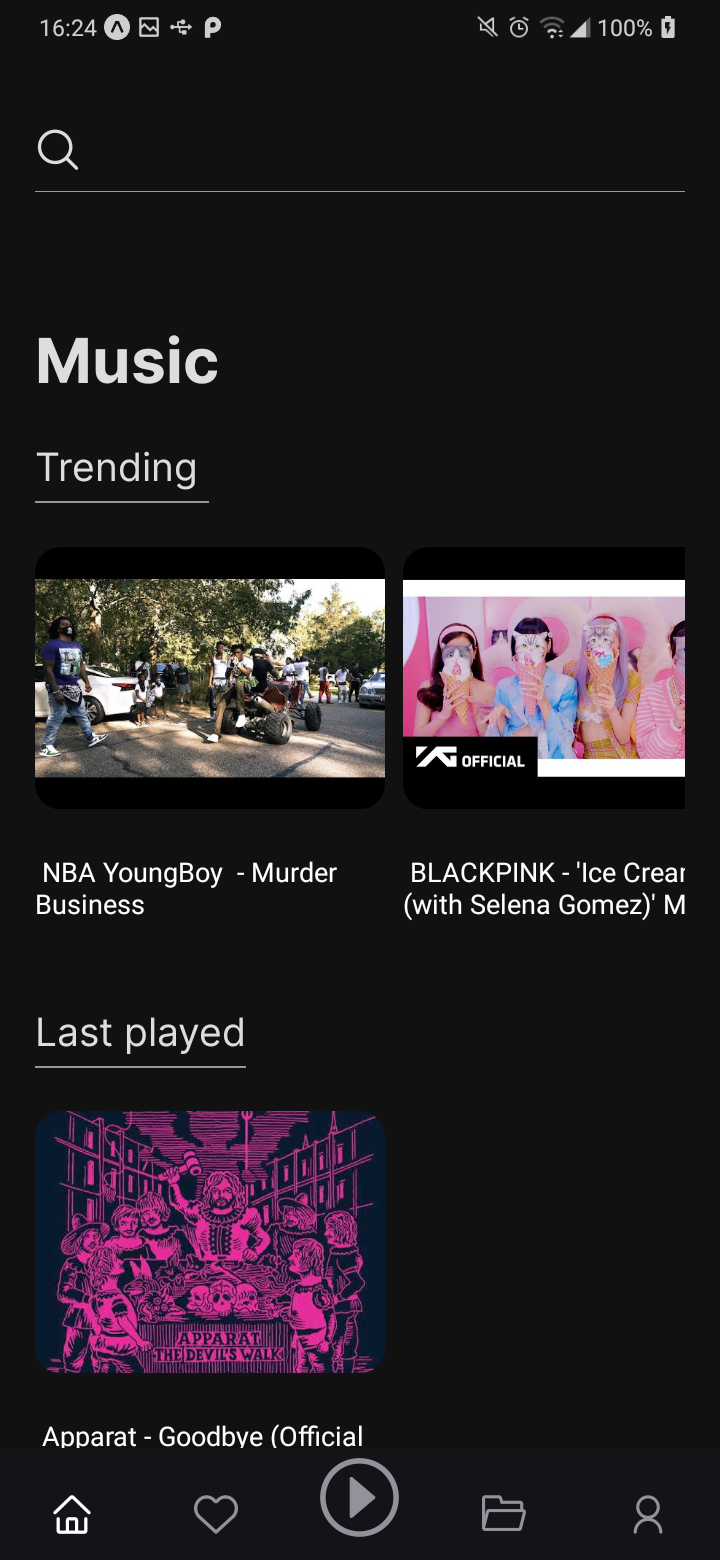 16:24
100%
Music
Trending
OFFICIAL
NBA YoungBoy - Murder
Business
BLACKPINK - 'Ice Crea
(with Selena Gomez)' M
Last played
APPARAT
THE DEVIL'S WALK
Apparat - Goodbye (Official